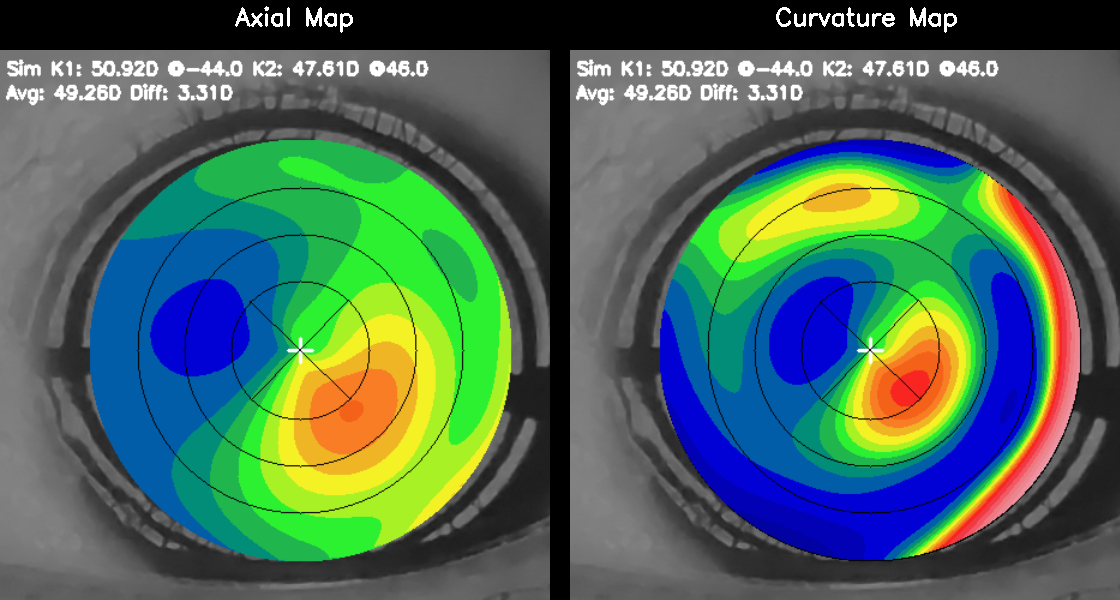 Axial Map
Curvature Map
Sim K1: 50.92D @-44.0 K2: 47.61D @46.0
Avg: 49.26D Diff: 3.31D
Sim K1: 50.92D @-44.0 K2: 47.61D @46.0
Avg: 49.26D Diff: 3.31D